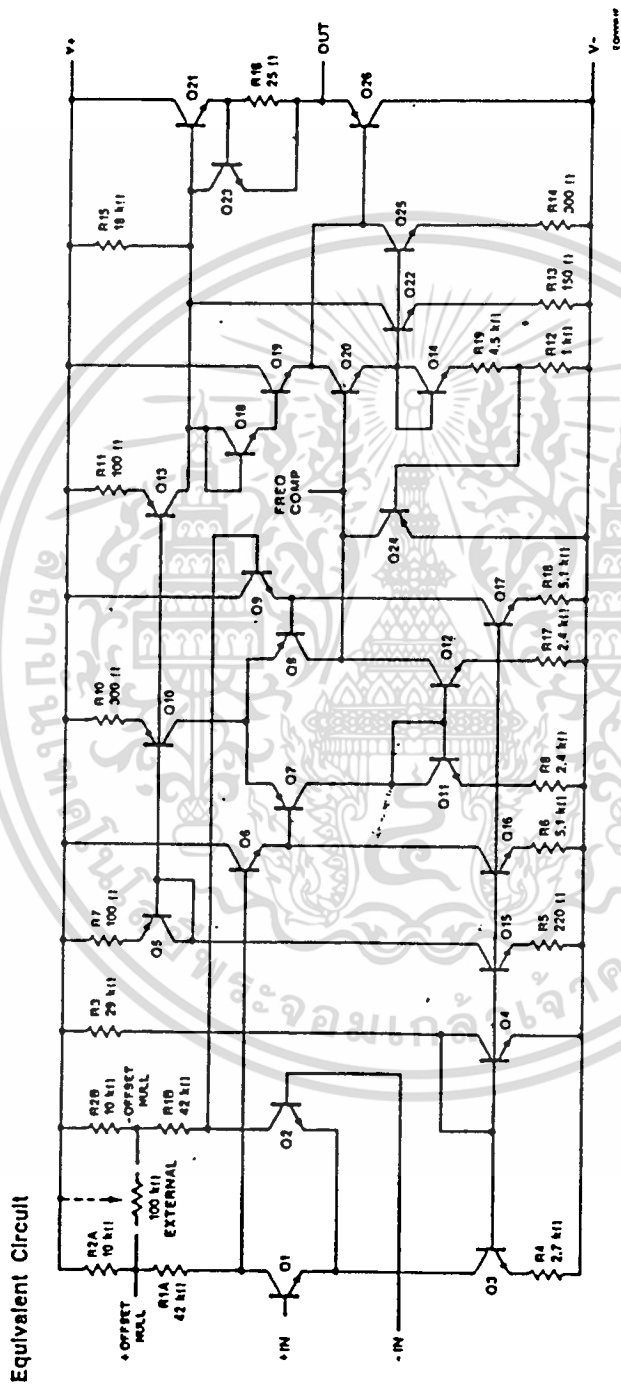 Equivalent Circuit
V+
R2A
10 kΩ
R2B
10 kΩ
R3
29 kΩ
R7
100 Ω
R10
300 Ω
R11
100 Ω
R15
18 kΩ
+OFFSET
NULL
-OFFSET
NULL
100 kΩ
EXTERNAL
R1A
42 kΩ
R1B
42 kΩ
Q5
Q10
Q13
Q21
Q6
Q9
Q18
Q19
Q23
R16
25 Ω
OUT
+IN
Q1
Q2
Q7
Q8
FREQ
COMP
Q20
Q26
-IN
Q11
Q12
Q24
Q14
Q22
Q25
Q3
Q4
Q15
Q16
Q17
R19
4.5 kΩ
R4
2.7 kΩ
R5
220 Ω
R6
5.1 kΩ
R8
2.4 kΩ
R17
2.4 kΩ
R18
5.1 kΩ
R12
1 kΩ
R13
150 Ω
R14
300 Ω
V-